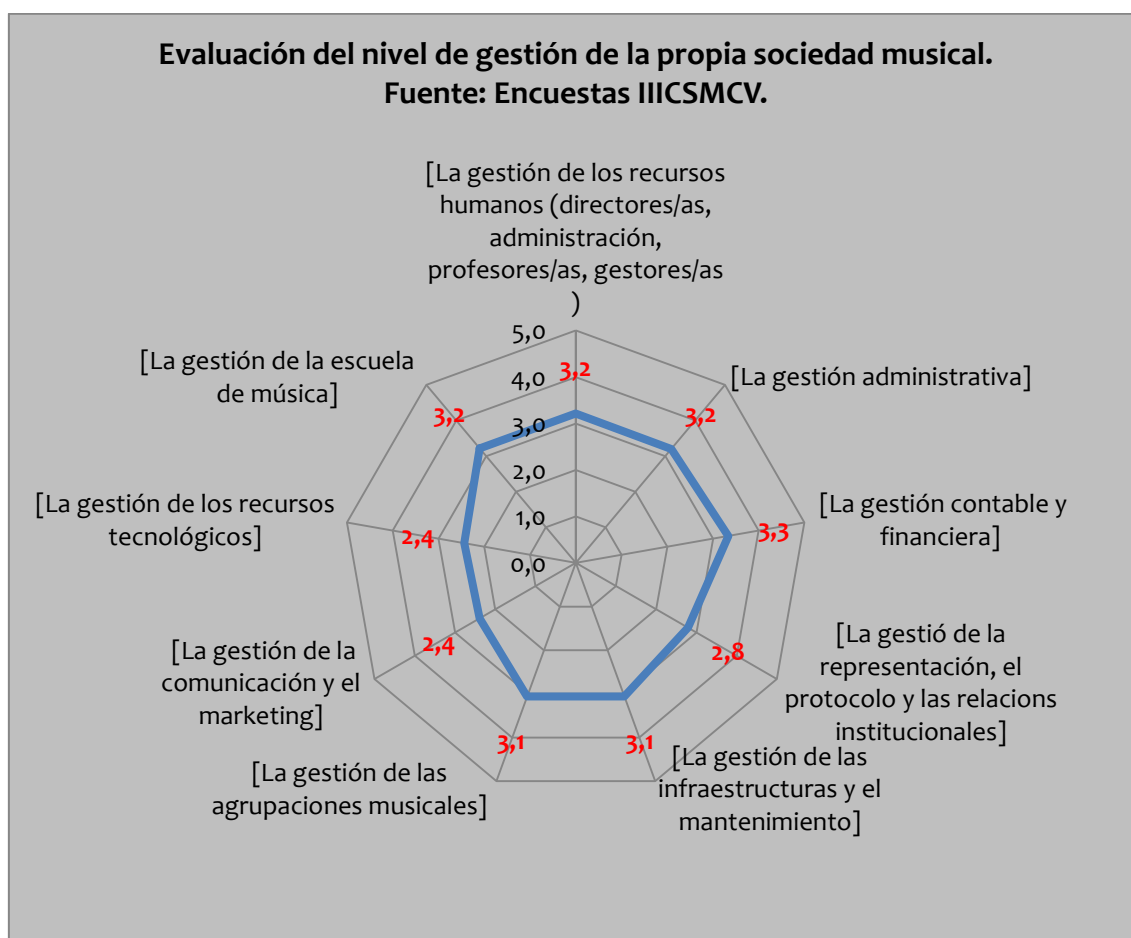 Evaluación del nivel de gestión de la propia sociedad musical.
Fuente: Encuestas IIICSMCV.
[La gestión de los recursos
humanos (directores/as,
administración,
profesores/as, gestores/as
)
5,0
4,0
3,0
2,0
1,0
0,0
3,2
[La gestión administrativa]
3,2
[La gestión contable y
financiera]
3,3
[La gestió de la
representación, el
protocolo y las relacions
institucionales]
2,8
[La gestión de las
infraestructuras y el
mantenimiento]
3,1
[La gestión de las
agrupaciones musicales]
3,1
[La gestión de la
comunicación y el
marketing]
2,4
[La gestión de los recursos
tecnológicos]
2,4
[La gestión de la escuela
de música]
3,2